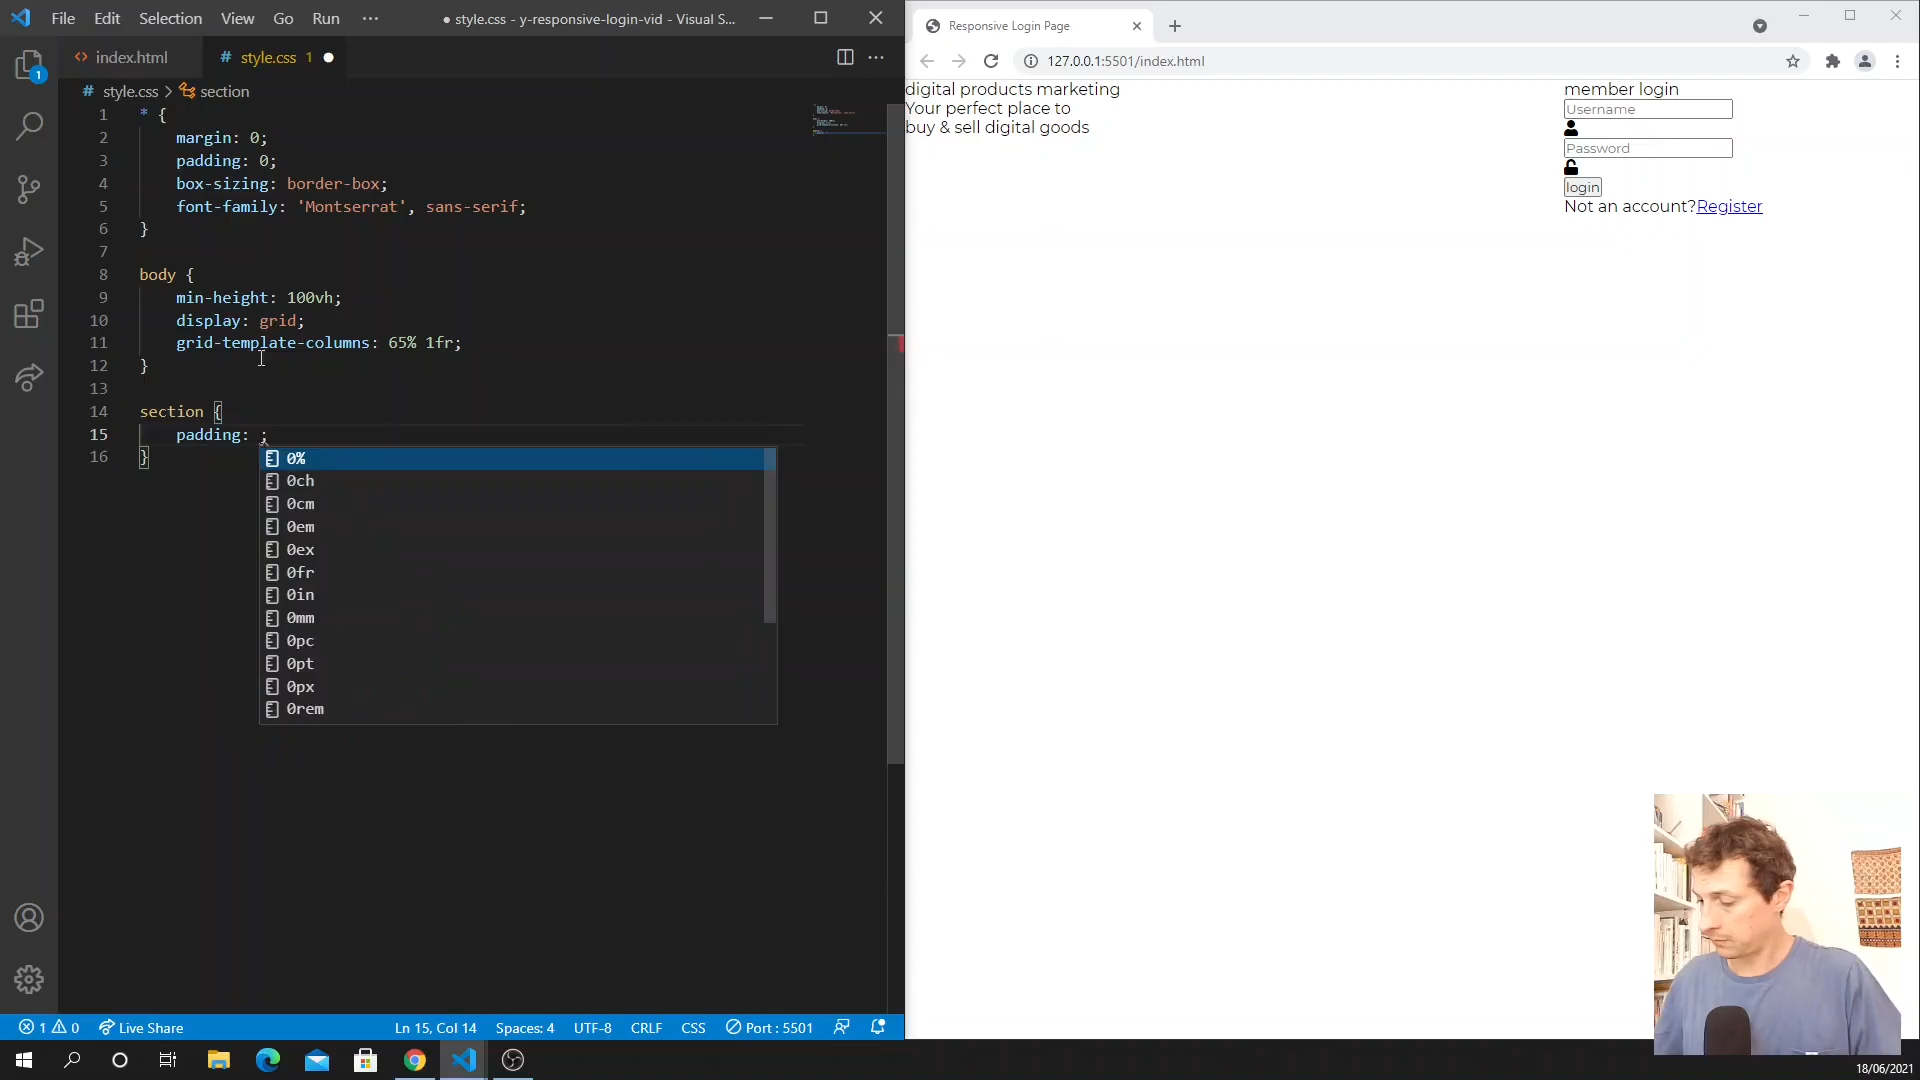 File Edit Selection View Go Run ··· ● style.css - y-responsive-login-vid - Visual S...
index.html
style.css 1
style.css > section
1 * {
2 margin: 0;
3 padding: 0;
4 box-sizing: border-box;
5 font-family: 'Montserrat', sans-serif;
6 }
7
8 body {
9 min-height: 100vh;
10 display: grid;
11 grid-template-columns: 65% 1fr;
12 }
13
14 section {
15 padding: ;
16 }
0%
0ch
0cm
0em
0ex
0fr
0in
0mm
0pc
0pt
0px
0rem
1
1 0 Live Share Ln 15, Col 14 Spaces: 4 UTF-8 CRLF CSS Port : 5501
Responsive Login Page
127.0.0.1:5501/index.html
digital products marketing
Your perfect place to
buy & sell digital goods
member login
Username
Password
login
Not an account?Register
18/06/2021